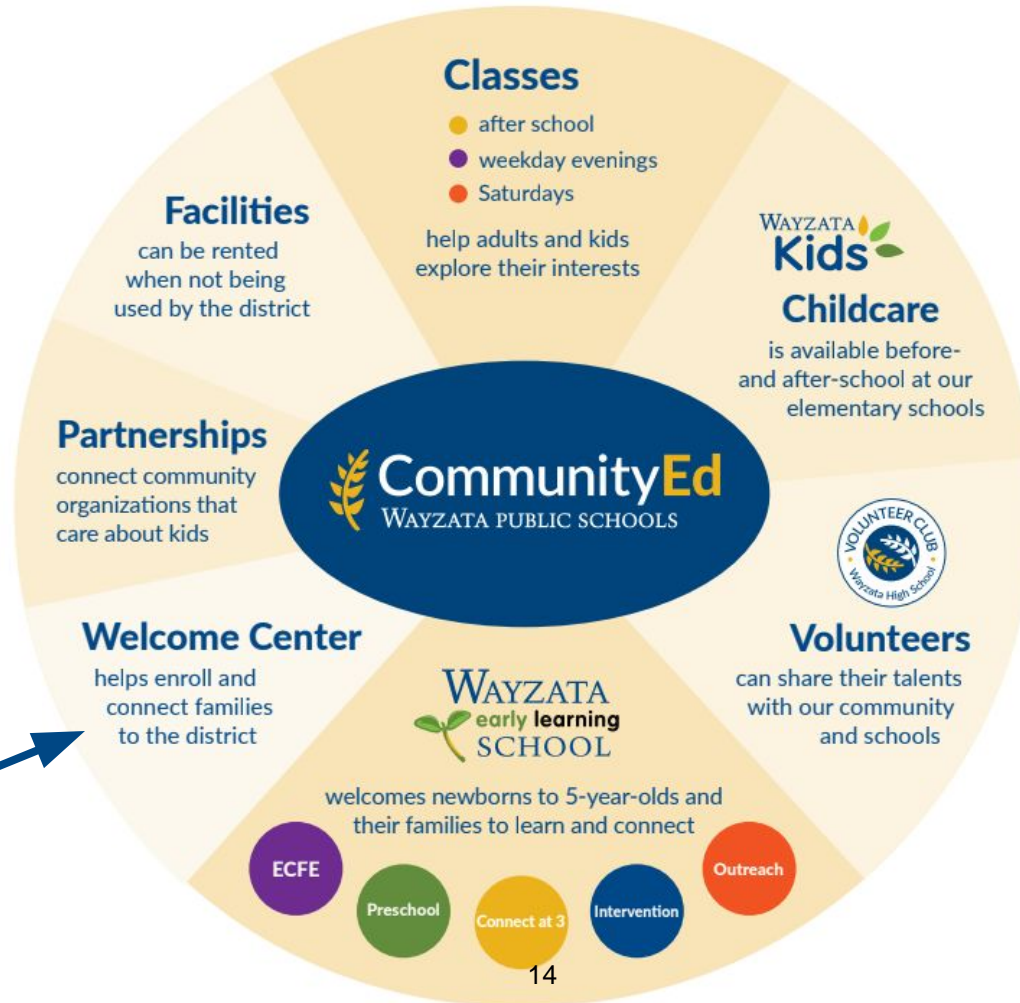 Classes
after school
weekday evenings
Saturdays
help adults and kids
explore their interests
WAYZATA
Kids
Childcare
is available before-
and after-school at our
elementary schools
Facilities
can be rented
when not being
used by the district
Partnerships
connect community
organizations that
care about kids
CommunityEd
WAYZATA PUBLIC SCHOOLS
VOLUNTEER CLUB
Wayzata High School
Volunteers
can share their talents
with our community
and schools
Welcome Center
helps enroll and
connect families
to the district
WAYZATA
early learning
SCHOOL
welcomes newborns to 5-year-olds and
their families to learn and connect
ECFE
Preschool
Connect at 3
Intervention
Outreach
14